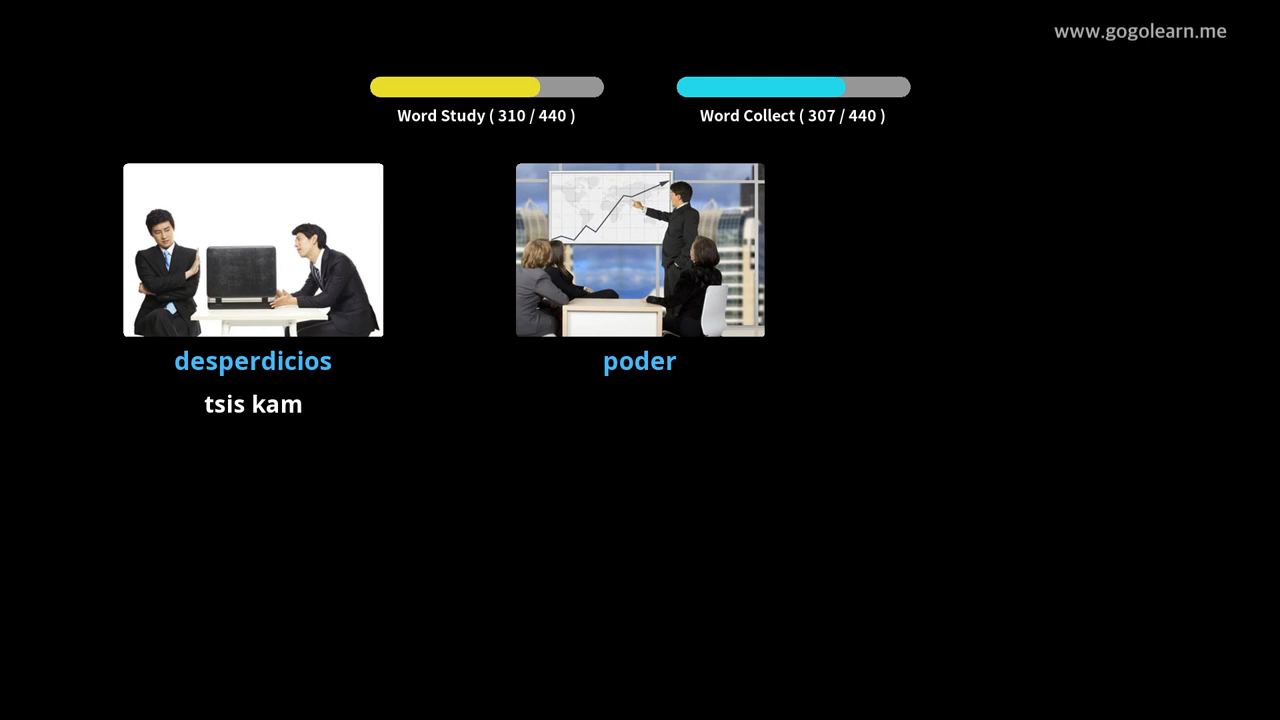 www.gogolearn.me
Word Study ( 310 / 440 )
Word Collect ( 307 / 440 )
desperdicios
poder
tsis kam